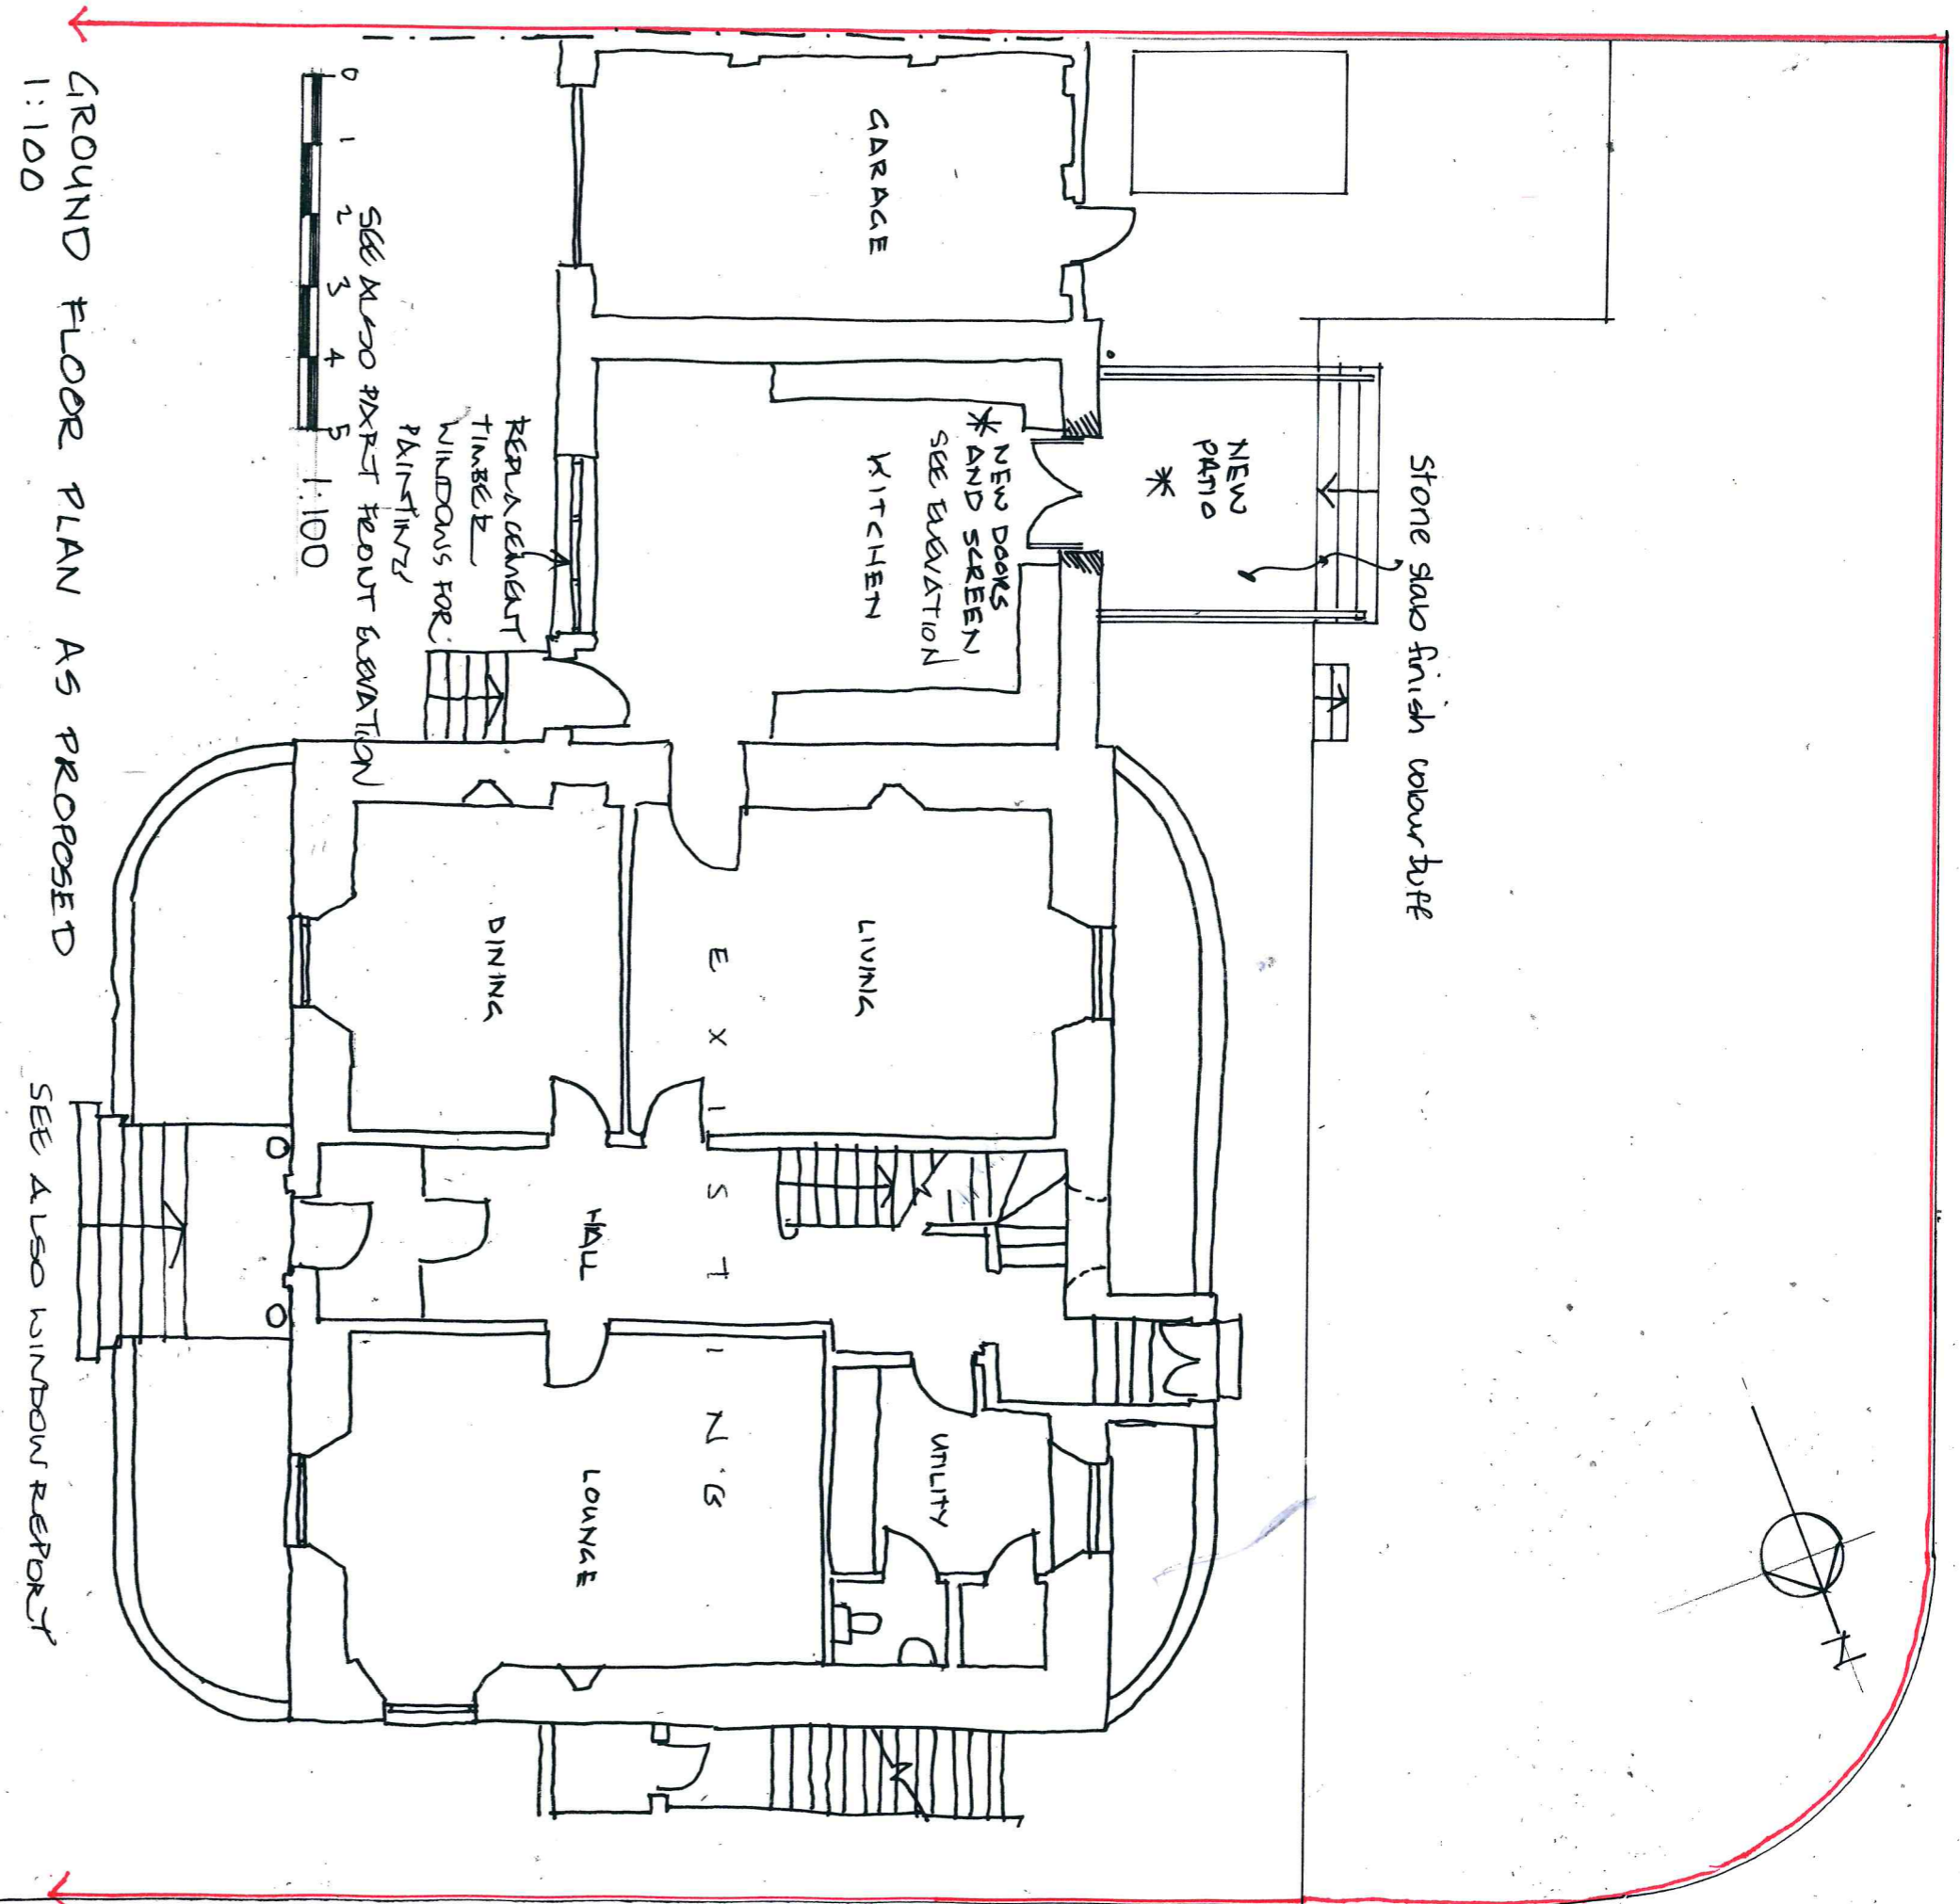 stone slab finish colour buff
NEW
PATIO
*
* NEW DOORS
* AND SCREEN
SEE ELEVATION
GARAGE
KITCHEN
LIVING
UTILITY
EXISTING
HALL
LOUNGE
DINING
REPLACEMENT
TIMBER
WINDOWS FOR
PAINTING
SEE ALSO PART FRONT ELEVATION
0 1 2 3 4 5 1:100
GROUND FLOOR PLAN AS PROPOSED
1:100
SEE ALSO WINDOW REPORT
N